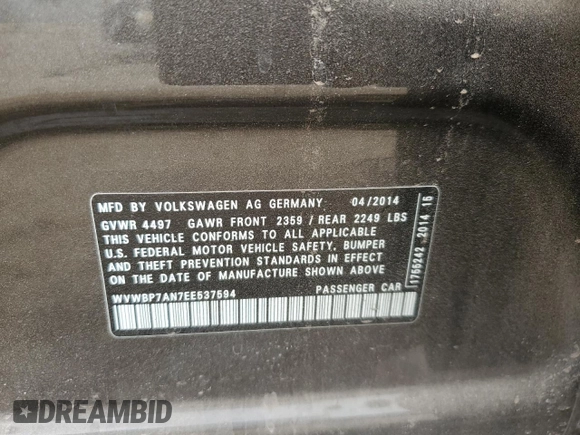 MFD BY VOLKSWAGEN AG GERMANY 04/2014
GVWR 4497 GAWR FRONT 2359 / REAR 2249 LBS
THIS VEHICLE CONFORMS TO ALL APPLICABLE
U.S. FEDERAL MOTOR VEHICLE SAFETY, BUMPER
AND THEFT PREVENTION STANDARDS IN EFFECT
ON THE DATE OF MANUFACTURE SHOWN ABOVE
WVWBP7AN7EE537594 PASSENGER CAR
1755242 2014 15
DREAMBID